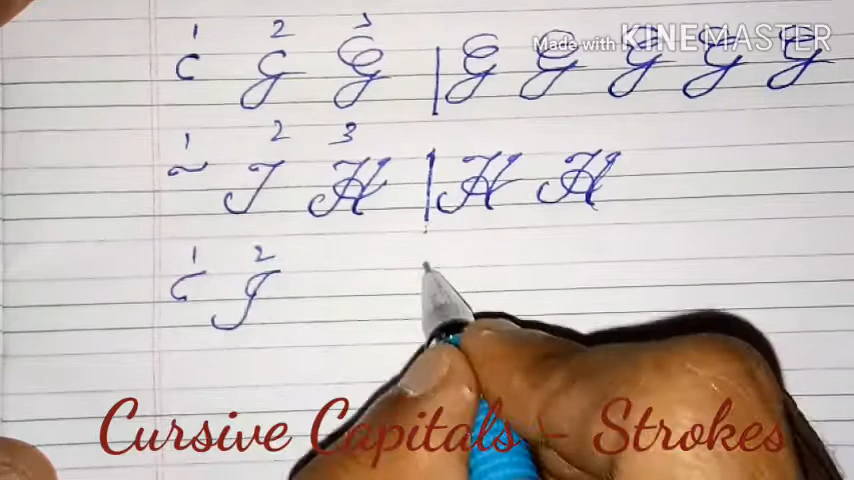 Made with KINEMASTER
1 2 3
C G G | G G G G G
1 2 3
~ J H | H H H
1 2
C I
Cursive Capitals - Strokes